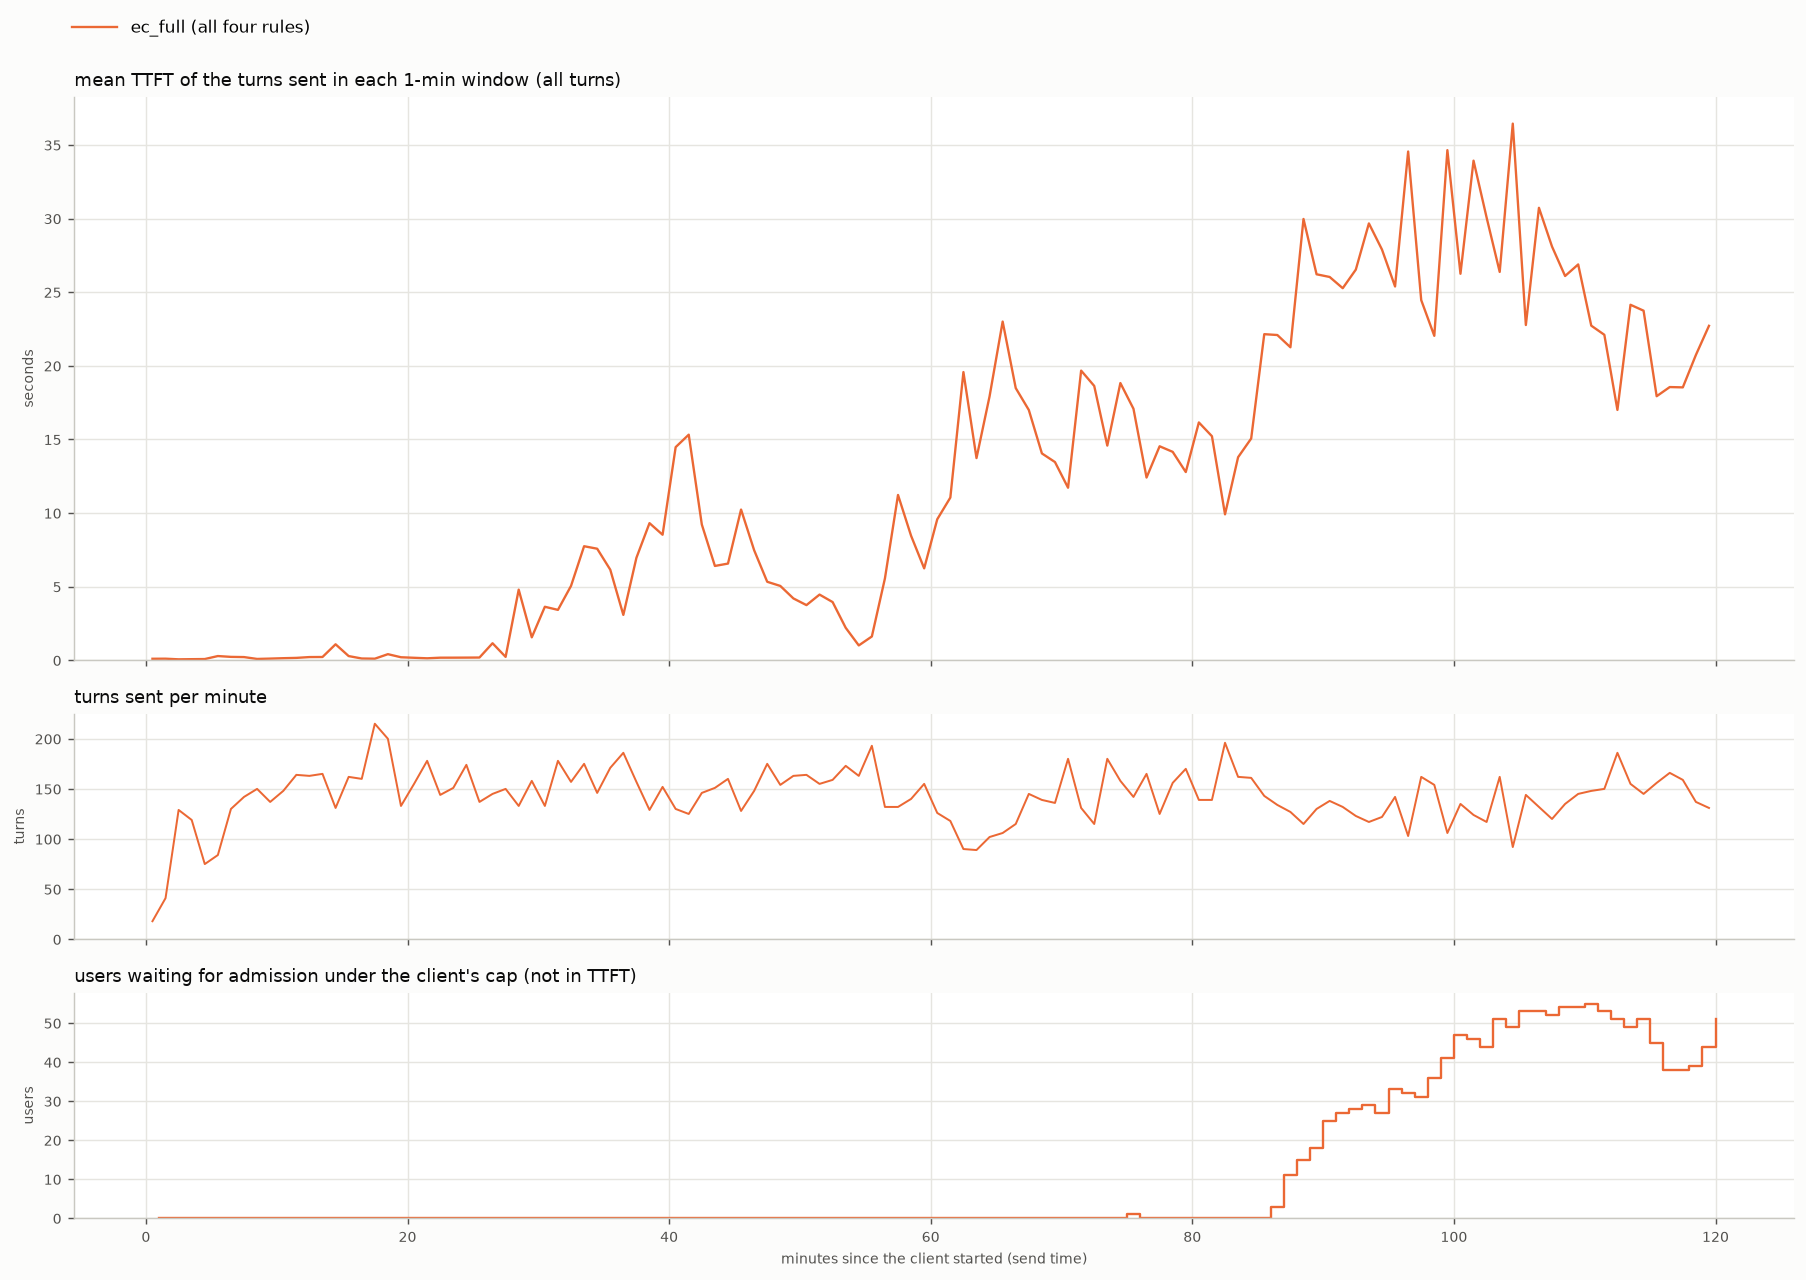 ec_full (all four rules)
mean TTFT of the turns sent in each 1-min window (all turns)
35
30
25
20
15
10
5
0
seconds
turns sent per minute
200
150
100
50
0
turns
users waiting for admission under the client's cap (not in TTFT)
50
40
30
20
10
0
users
0 20 40 60 80 100 120
minutes since the client started (send time)